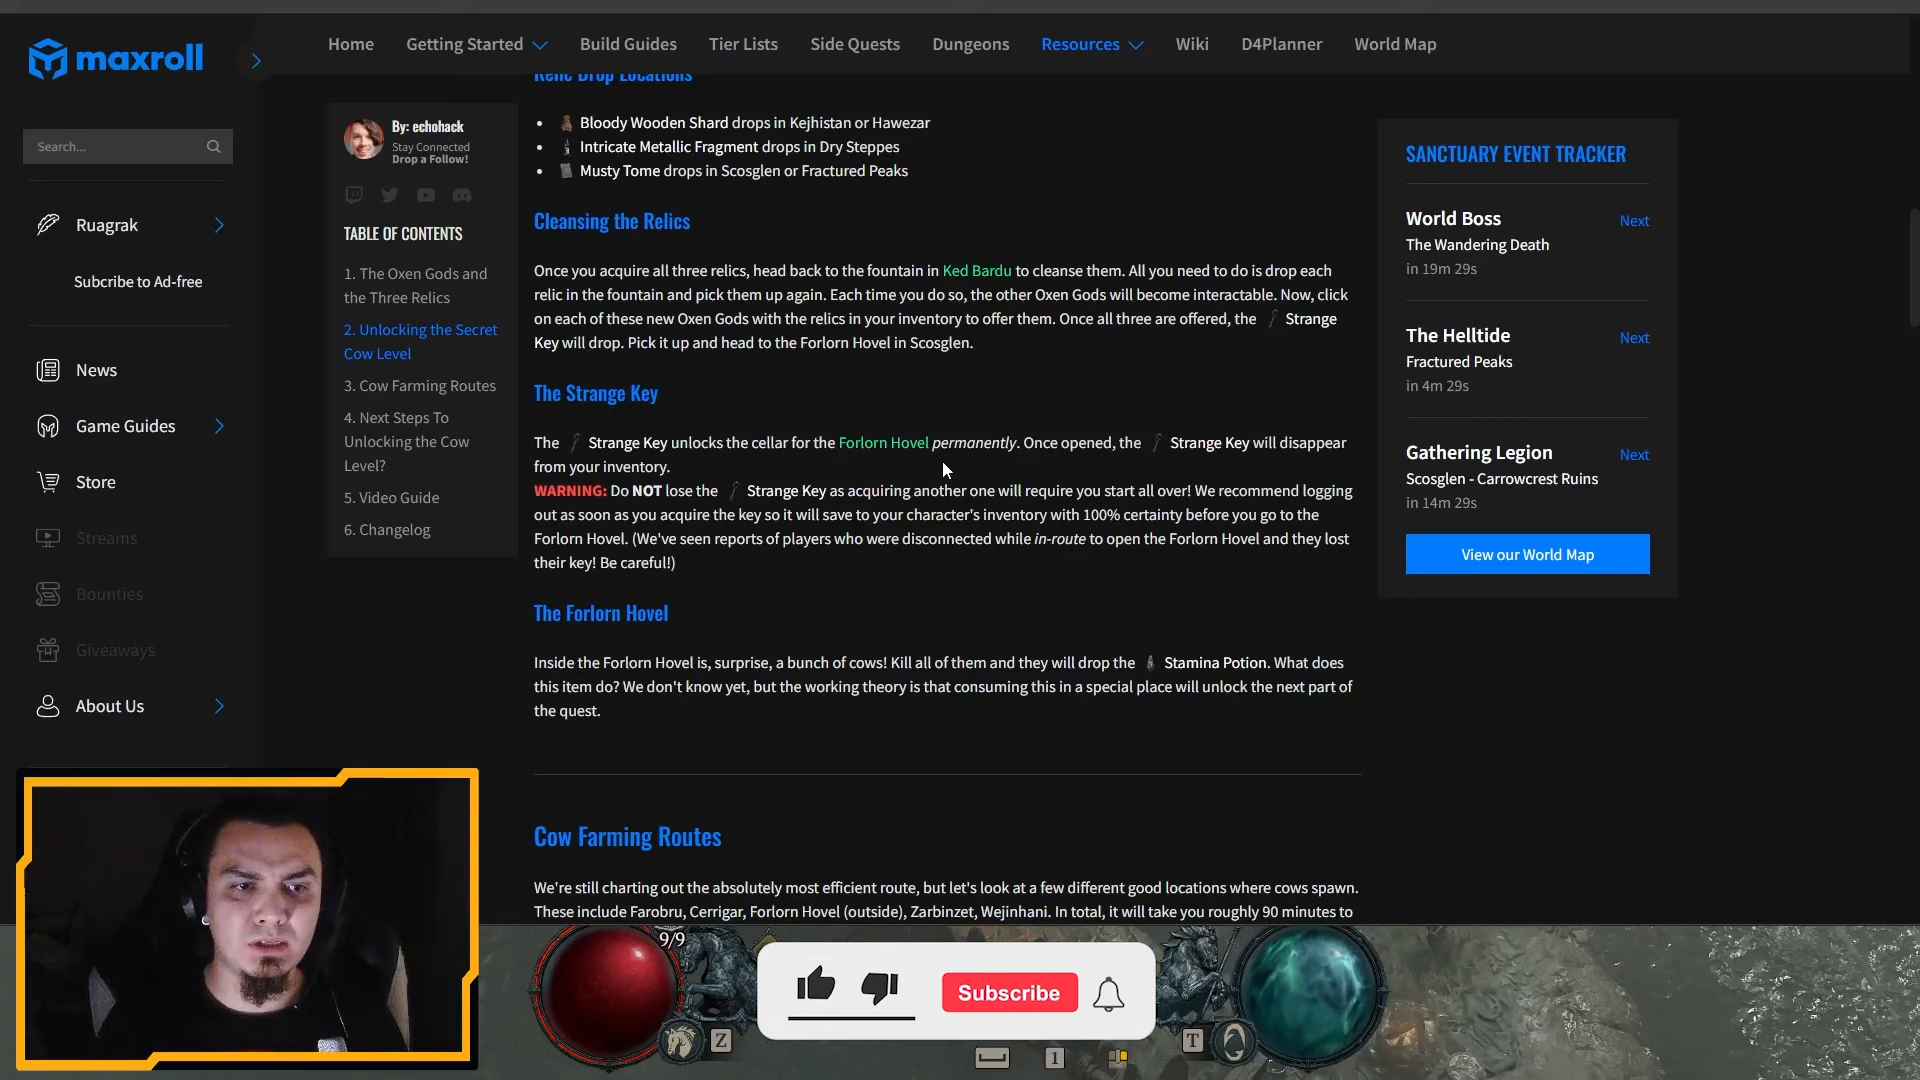 maxroll
Home
Getting Started
Build Guides
Tier Lists
Side Quests
Dungeons
Resources
Wiki
D4Planner
World Map
Search...
Ruagrak
Subcribe to Ad-free
News
Game Guides
Store
Streams
Bounties
Giveaways
About Us
By: echohack
Stay Connected
Drop a Follow!
TABLE OF CONTENTS
1. The Oxen Gods and
the Three Relics
2. Unlocking the Secret
Cow Level
3. Cow Farming Routes
4. Next Steps To
Unlocking the Cow
Level?
5. Video Guide
6. Changelog
Relic Drop Locations
• Bloody Wooden Shard drops in Kejhistan or Hawezar
• Intricate Metallic Fragment drops in Dry Steppes
• Musty Tome drops in Scosglen or Fractured Peaks
Cleansing the Relics
Once you acquire all three relics, head back to the fountain in Ked Bardu to cleanse them. All you need to do is drop each
relic in the fountain and pick them up again. Each time you do so, the other Oxen Gods will become interactable. Now, click
on each of these new Oxen Gods with the relics in your inventory to offer them. Once all three are offered, the Strange
Key will drop. Pick it up and head to the Forlorn Hovel in Scosglen.
The Strange Key
The Strange Key unlocks the cellar for the Forlorn Hovel permanently. Once opened, the Strange Key will disappear
from your inventory.
WARNING: Do NOT lose the Strange Key as acquiring another one will require you start all over! We recommend logging
out as soon as you acquire the key so it will save to your character's inventory with 100% certainty before you go to the
Forlorn Hovel. (We've seen reports of players who were disconnected while in-route to open the Forlorn Hovel and they lost
their key! Be careful!)
The Forlorn Hovel
Inside the Forlorn Hovel is, surprise, a bunch of cows! Kill all of them and they will drop the Stamina Potion. What does
this item do? We don't know yet, but the working theory is that consuming this in a special place will unlock the next part of
the quest.
Cow Farming Routes
We're still charting out the absolutely most efficient route, but let's look at a few different good locations where cows spawn.
These include Farobru, Cerrigar, Forlorn Hovel (outside), Zarbinzet, Wejinhani. In total, it will take you roughly 90 minutes to
SANCTUARY EVENT TRACKER
World Boss
Next
The Wandering Death
in 19m 29s
The Helltide
Next
Fractured Peaks
in 4m 29s
Gathering Legion
Next
Scosglen - Carrowcrest Ruins
in 14m 29s
View our World Map
9/9
Z
Subscribe
T
1